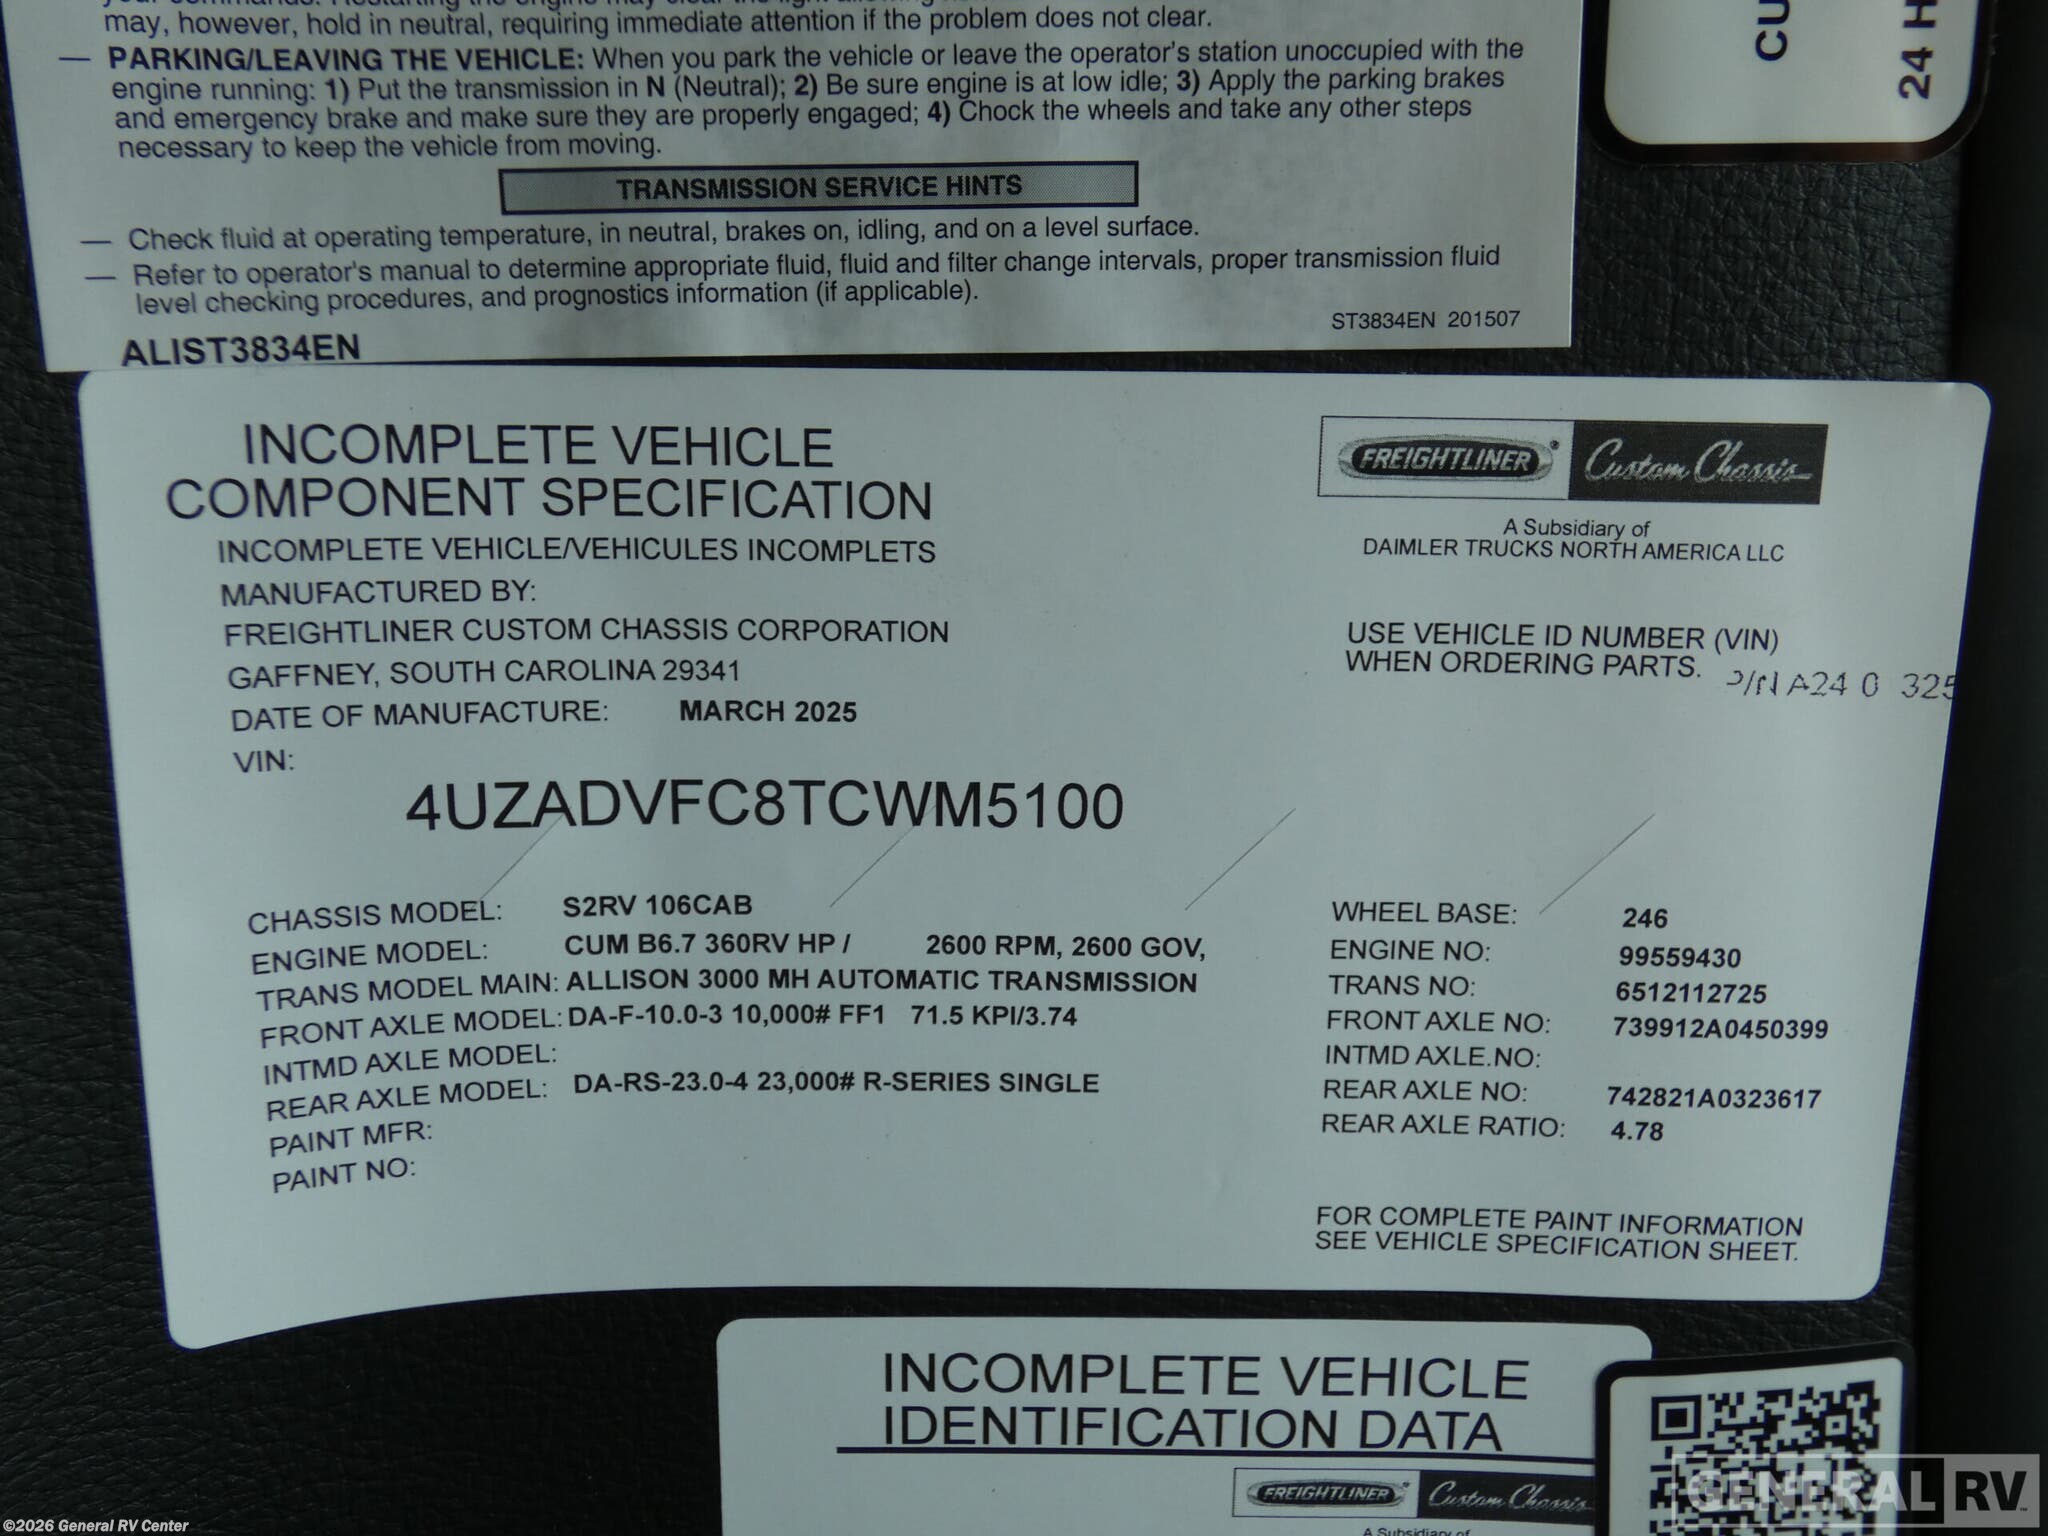 may, however, hold in neutral, requiring immediate attention if the problem does not clear.
— PARKING/LEAVING THE VEHICLE: When you park the vehicle or leave the operator's station unoccupied with the
engine running: 1) Put the transmission in N (Neutral); 2) Be sure engine is at low idle; 3) Apply the parking brakes
and emergency brake and make sure they are properly engaged; 4) Chock the wheels and take any other steps
necessary to keep the vehicle from moving.
TRANSMISSION SERVICE HINTS
— Check fluid at operating temperature, in neutral, brakes on, idling, and on a level surface.
— Refer to operator's manual to determine appropriate fluid, fluid and filter change intervals, proper transmission fluid
level checking procedures, and prognostics information (if applicable).
ST3834EN 201507
ALIST3834EN
CU
24 H
INCOMPLETE VEHICLE
COMPONENT SPECIFICATION
INCOMPLETE VEHICLE/VEHICULES INCOMPLETS
MANUFACTURED BY:
FREIGHTLINER CUSTOM CHASSIS CORPORATION
GAFFNEY, SOUTH CAROLINA 29341
DATE OF MANUFACTURE: MARCH 2025
VIN:
4UZADVFC8TCWM5100
FREIGHTLINER® Custom Chassis
A Subsidiary of
DAIMLER TRUCKS NORTH AMERICA LLC
USE VEHICLE ID NUMBER (VIN)
WHEN ORDERING PARTS.
CHASSIS MODEL: S2RV 106CAB
ENGINE MODEL: CUM B6.7 360RV HP / 2600 RPM, 2600 GOV,
TRANS MODEL MAIN: ALLISON 3000 MH AUTOMATIC TRANSMISSION
FRONT AXLE MODEL: DA-F-10.0-3 10,000# FF1 71.5 KPI/3.74
INTMD AXLE MODEL:
REAR AXLE MODEL: DA-RS-23.0-4 23,000# R-SERIES SINGLE
PAINT MFR:
PAINT NO:
WHEEL BASE: 246
ENGINE NO: 99559430
TRANS NO: 6512112725
FRONT AXLE NO: 739912A0450399
INTMD AXLE.NO:
REAR AXLE NO: 742821A0323617
REAR AXLE RATIO: 4.78
FOR COMPLETE PAINT INFORMATION
SEE VEHICLE SPECIFICATION SHEET.
INCOMPLETE VEHICLE
IDENTIFICATION DATA
FREIGHTLINER® Custom Chassis
A Subsidiary of
GENERAL RV
©2026 General RV Center